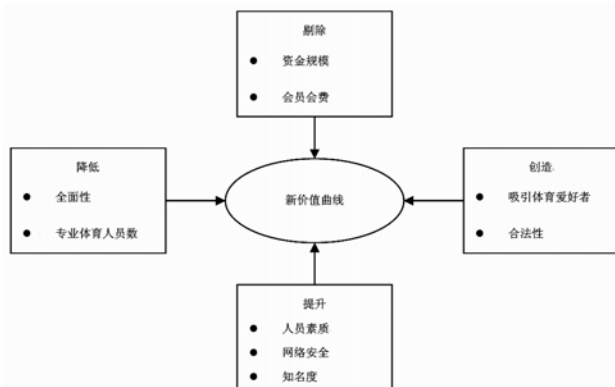 剔除
● 资金规模
● 会员会费
降低
● 全面性
● 专业体育人员数
新价值曲线
创造.
● 吸引体育爱好者
● 合法性
提升
● 人员素质
● 网络安全
● 知名度